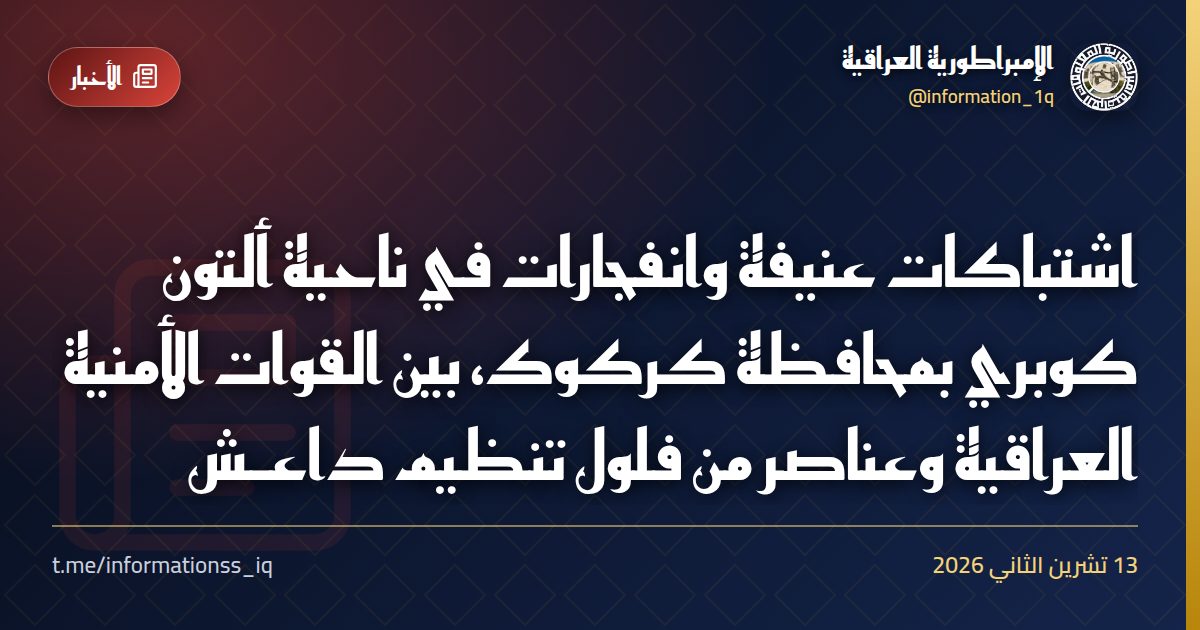 الإمبراطورية العراقية
@information_1q
الأخبار
اشتباكات عنيفة وانفجارات في ناحية ألتون
كوبري بمحافظة كركوك، بين القوات الأمنية
العراقية وعناصر من فلول تنظيم داعش
13 تشرين الثاني 2026
t.me/informationss_iq